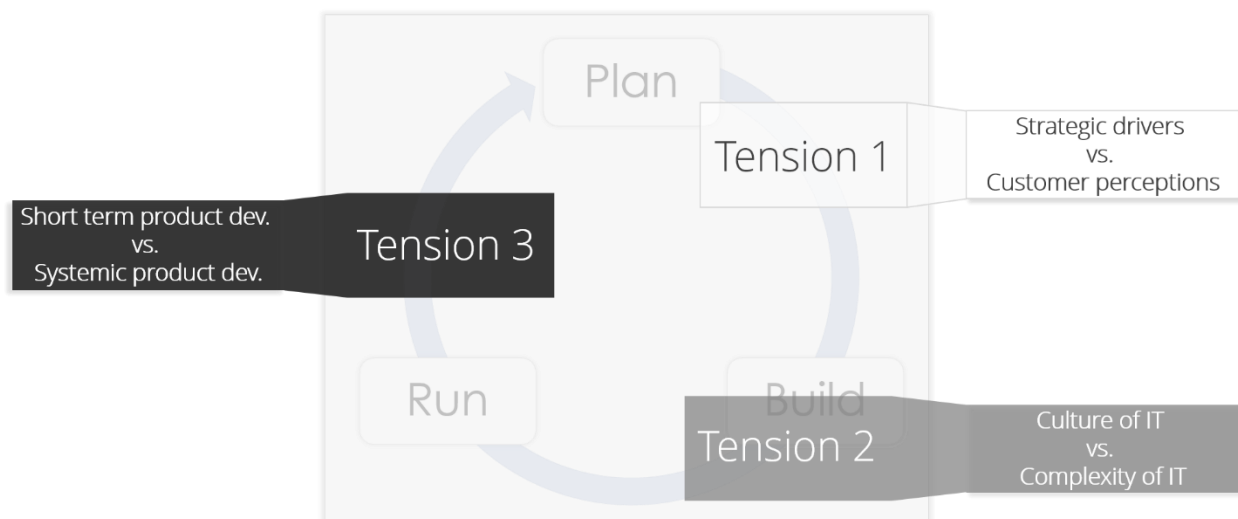 Plan
Tension 1
Strategic drivers
vs.
Customer perceptions
Short term product dev.
vs.
Systemic product dev.
Tension 3
Run
Build
Tension 2
Culture of IT
vs.
Complexity of IT